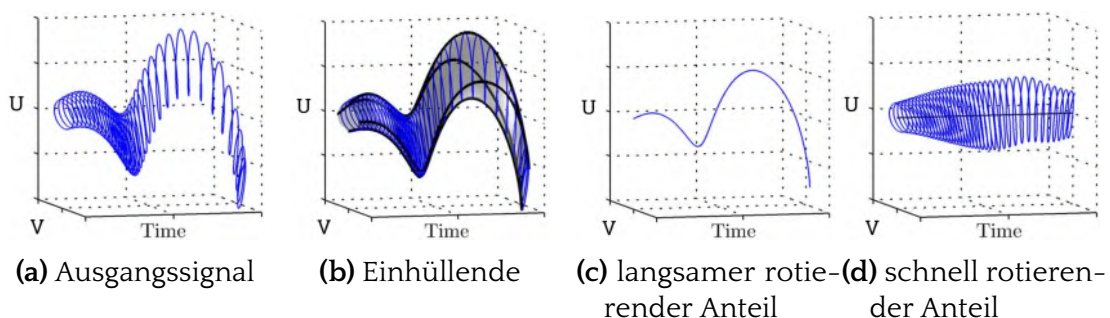 U
V
Time
U
V
Time
U
V
Time
U
V
Time
(a) Ausgangssignal
(b) Einhüllende
(c) langsamer rotie-
render Anteil
(d) schnell rotieren-
der Anteil